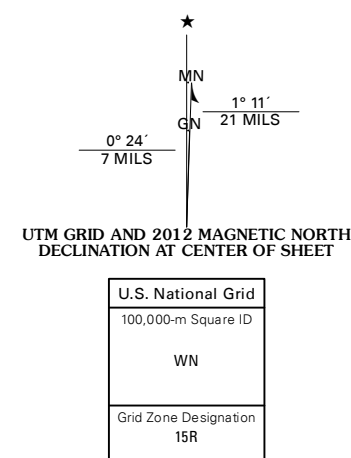 ★
MN
1° 11´
21 MILS
GN
0° 24´
7 MILS
UTM GRID AND 2012 MAGNETIC NORTH
DECLINATION AT CENTER OF SHEET
U.S. National Grid
100,000-m Square ID
WN
Grid Zone Designation
15R